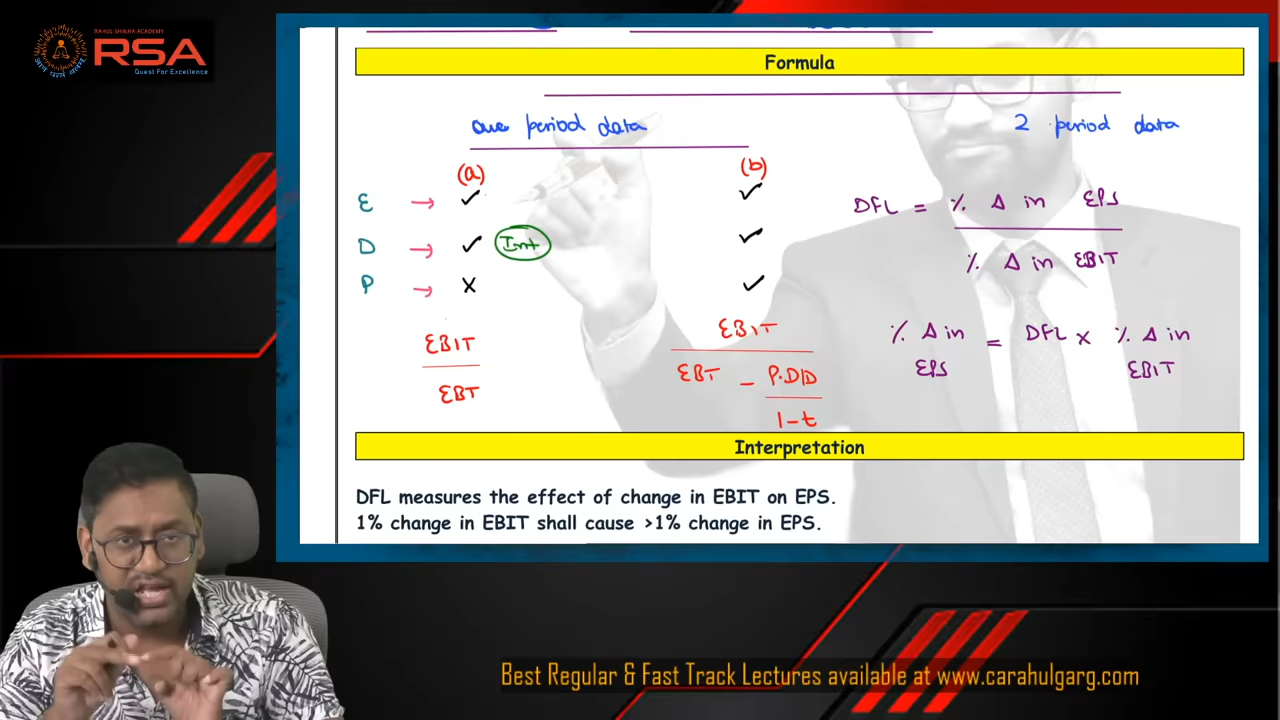 RAHUL SHIKHA ACADEMY
RSA
Quest For Excellence
Formula
one period data
2 period data
(a)
(b)
E → ✓ ✓
D → ✓ Int ✓
P → x ✓
DFL = % Δ in EPS
% Δ in EBIT
EBIT
EBT
EBIT
EBT - P.DID
1-t
% Δ in EPS = DFL x % Δ in EBIT
Interpretation
DFL measures the effect of change in EBIT on EPS.
1% change in EBIT shall cause >1% change in EPS.
Best Regular & Fast Track Lectures available at www.carahulgarg.com